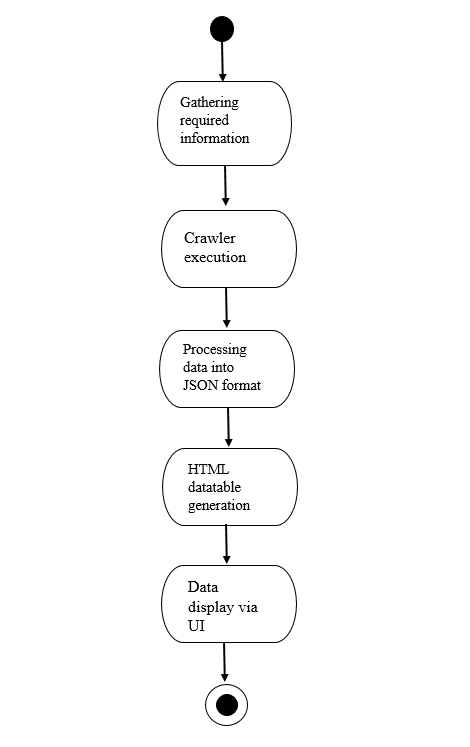 Gathering
required
information
Crawler
execution
Processing
data into
JSON format
HTML
datatable
generation
Data
display via
UI